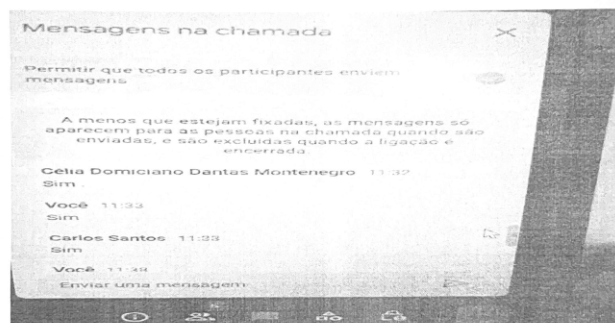 Mensagens na chamada
Permitir que todos os participantes enviem
mensagens
A menos que estejam fixadas, as mensagens só
aparecem para as pessoas na chamada quando são
enviadas, e são excluídas quando a ligação é
encerrada.
Célia Domiciano Dantas Montenegro 11:32
Sim .
Você 11:33
Sim
Carlos Santos 11:33
Sim
Você 11:38
Enviar uma mensagem